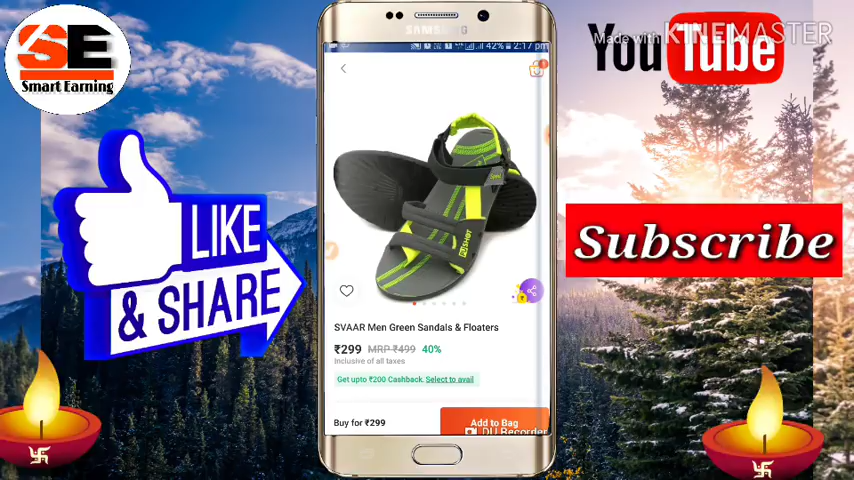 SE
Smart Earning
LIKE
& SHARE
SAMSUNG
42% 2:17 pm
SVAAR Men Green Sandals & Floaters
₹299 MRP ₹499 40%
Inclusive of all taxes
Get upto ₹200 Cashback. Select to avail
Buy for ₹299
Add to Bag
DU Recorder
Made with KINEMASTER
YouTube
Subscribe